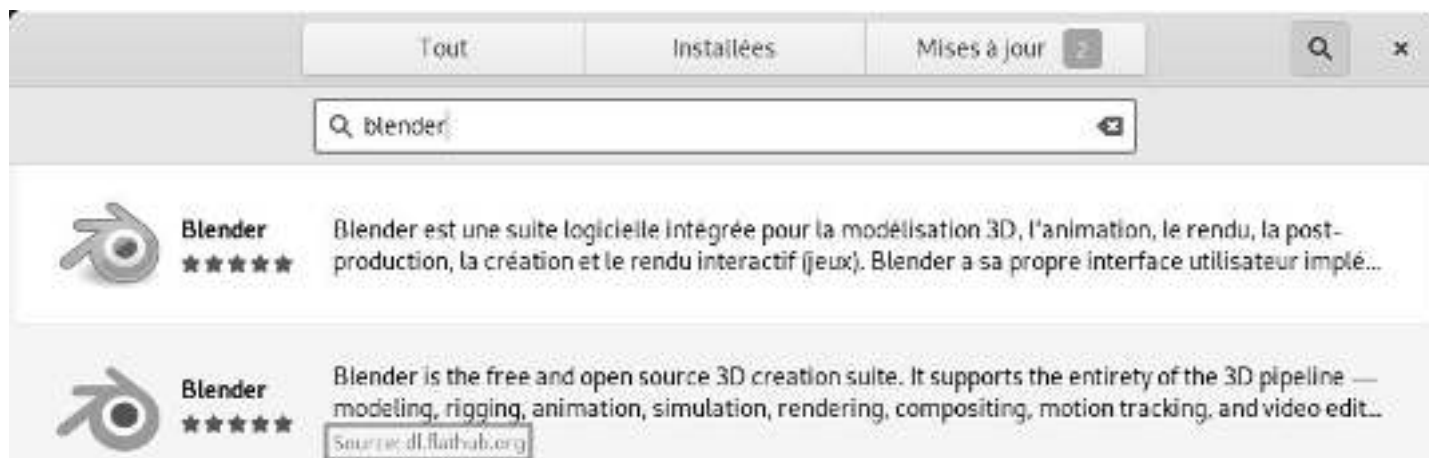 Tout Installées Mises à jour 2
blender
Blender
Blender est une suite logicielle intégrée pour la modélisation 3D, l'animation, le rendu, la post-
production, la création et le rendu interactif (jeux). Blender a sa propre interface utilisateur implé...
Blender
Blender is the free and open source 3D creation suite. It supports the entirety of the 3D pipeline —
modeling, rigging, animation, simulation, rendering, compositing, motion tracking, and video edit...
Source: dl.flathub.org